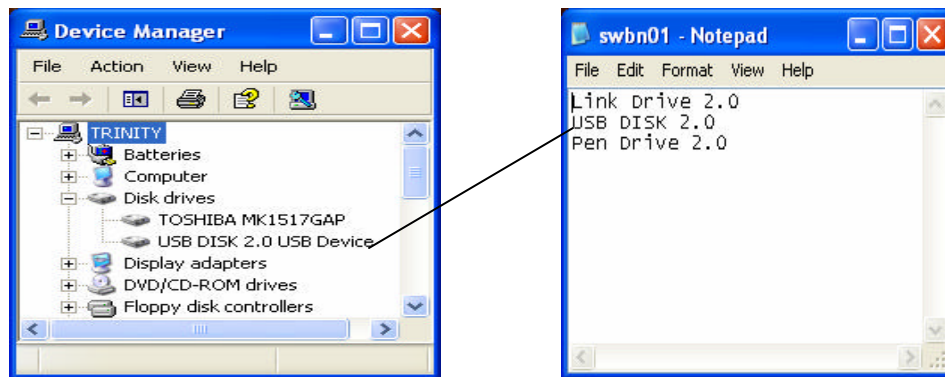 Device Manager
File Action View Help
TRINITY
Batteries
Computer
Disk drives
TOSHIBA MK1517GAP
USB DISK 2.0 USB Device
Display adapters
DVD/CD-ROM drives
Floppy disk controllers
swbn01 - Notepad
File Edit Format View Help
Link Drive 2.0
USB DISK 2.0
Pen Drive 2.0